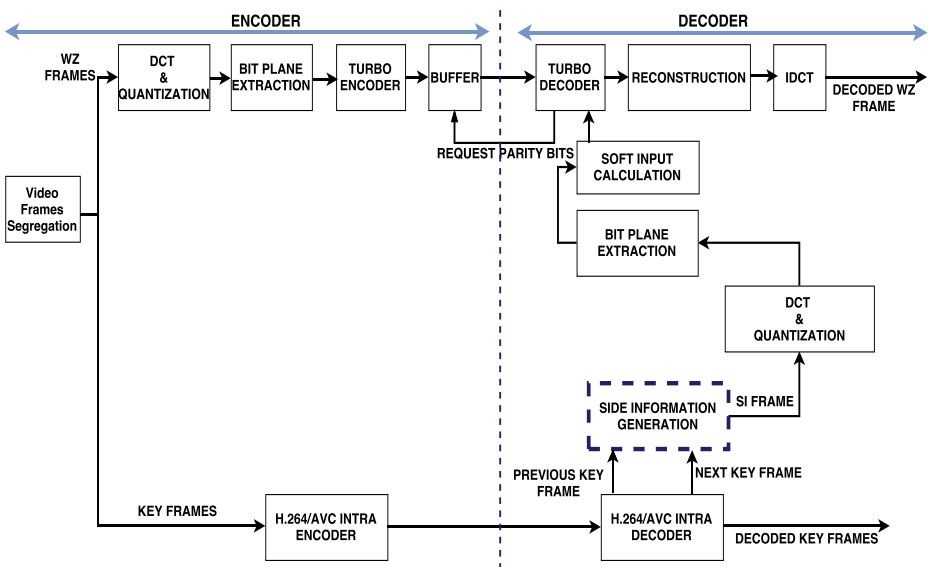 ENCODER
DECODER
WZ
FRAMES
DCT
&
QUANTIZATION
BIT PLANE
EXTRACTION
TURBO
ENCODER
BUFFER
TURBO
DECODER
RECONSTRUCTION
IDCT
DECODED WZ
FRAME
REQUEST PARITY BITS
SOFT INPUT
CALCULATION
Video
Frames
Segregation
BIT PLANE
EXTRACTION
DCT
&
QUANTIZATION
SIDE INFORMATION
GENERATION
SI FRAME
PREVIOUS KEY
FRAME
NEXT KEY FRAME
KEY FRAMES
H.264/AVC INTRA
ENCODER
H.264/AVC INTRA
DECODER
DECODED KEY FRAMES